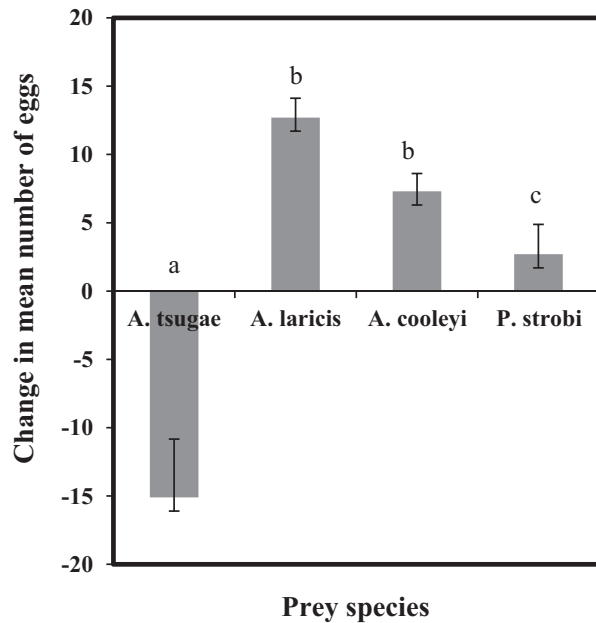 20
15
10
5
0
-5
-10
-15
-20
Change in mean number of eggs
a
b
b
c
A. tsugae
A. laricis
A. cooleyi
P. strobi
Prey species